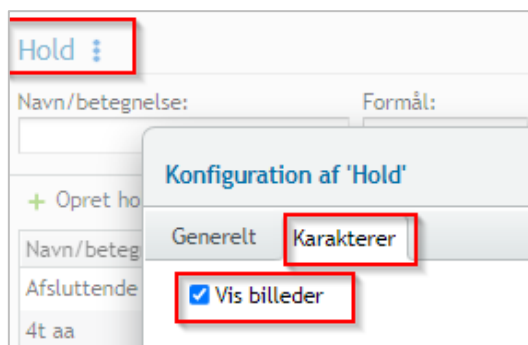 Hold
Navn/betegnelse: Formål:
Konfiguration af 'Hold'
+ Opret ho
Generelt Karakterer
Navn/beteg
Afsluttende
Vis billeder
4t aa